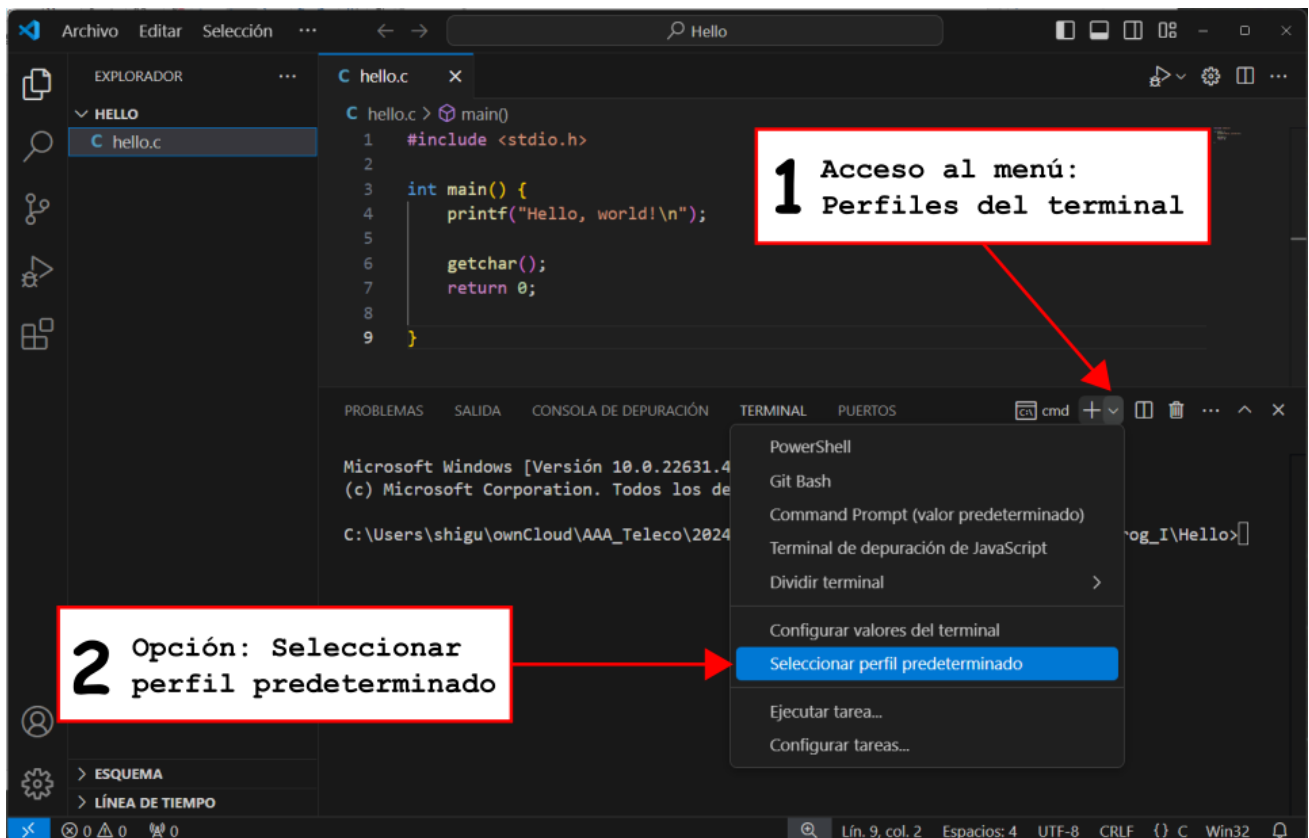 Archivo Editar Selección ··· Hello
EXPLORADOR ···
HELLO
C hello.c
C hello.c
C hello.c > main()
1 #include <stdio.h>
2
3 int main() {
4 printf("Hello, world!\n");
5
6 getchar();
7 return 0;
8
9 }
1 Acceso al menú:
Perfiles del terminal
PROBLEMAS SALIDA CONSOLA DE DEPURACIÓN TERMINAL PUERTOS cmd
Microsoft Windows [Versión 10.0.22631.4
(c) Microsoft Corporation. Todos los de
C:\Users\shigu\ownCloud\AAA_Teleco\2024 rog_I\Hello>
PowerShell
Git Bash
Command Prompt (valor predeterminado)
Terminal de depuración de JavaScript
Dividir terminal
Configurar valores del terminal
Seleccionar perfil predeterminado
Ejecutar tarea...
Configurar tareas...
2 Opción: Seleccionar
perfil predeterminado
ESQUEMA
LÍNEA DE TIEMPO
0 0 0 Lín. 9, col. 2 Espacios: 4 UTF-8 CRLF {} C Win32